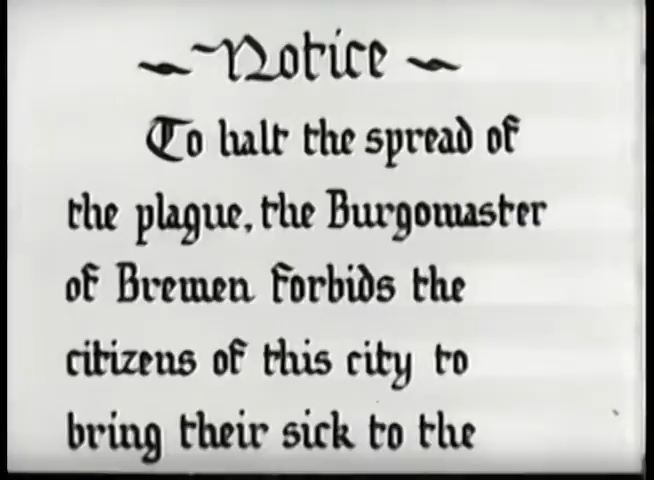 Notice
To halt the spread of
the plague, the Burgomaster
of Bremen forbids the
citizens of this city to
bring their sick to the